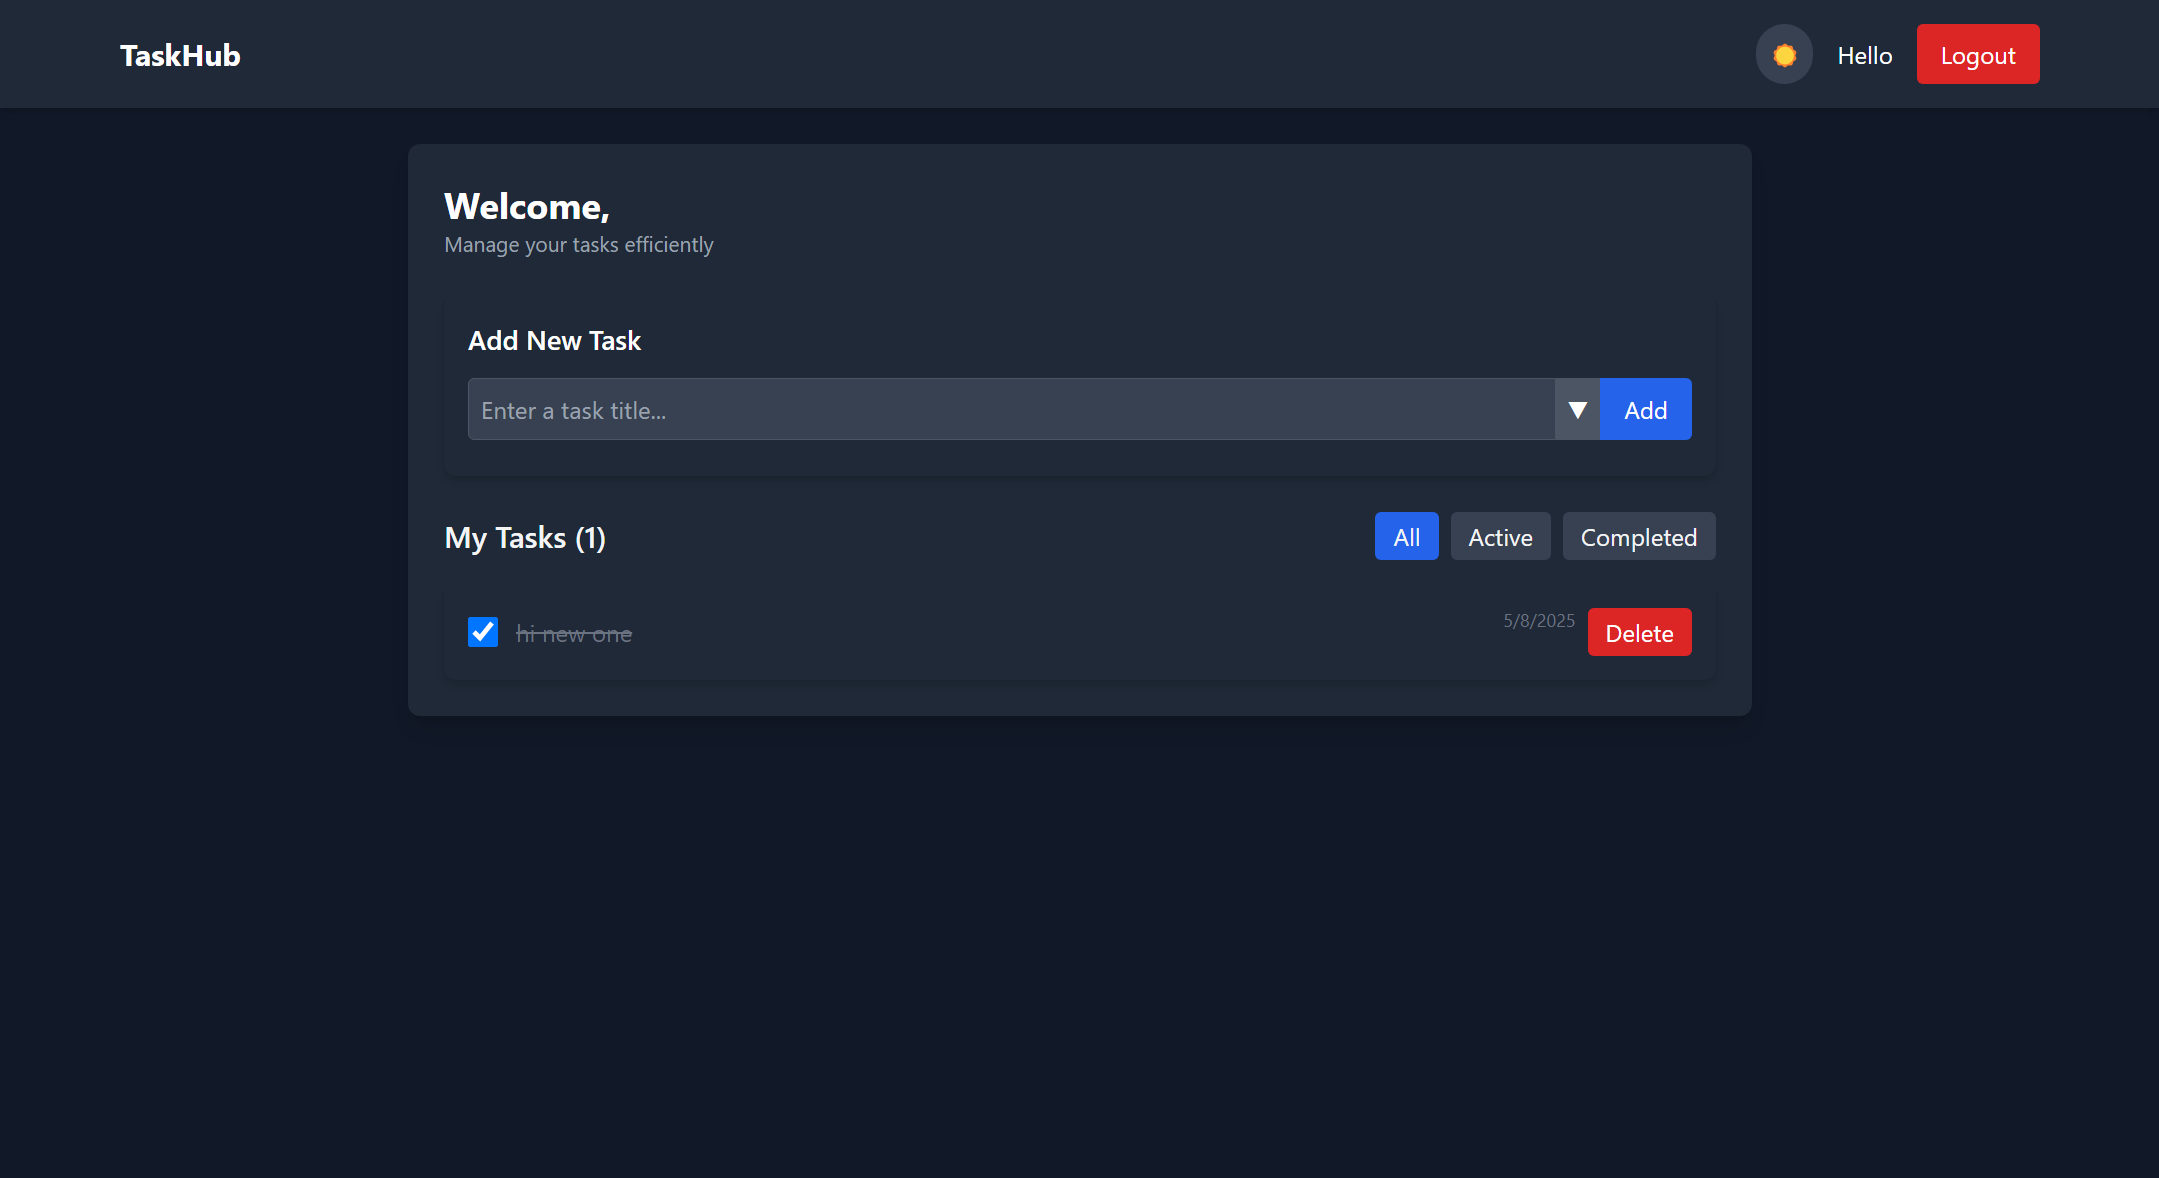 TaskHub
Hello
Logout
Welcome,
Manage your tasks efficiently
Add New Task
Enter a task title...
▼
Add
My Tasks (1)
All
Active
Completed
hi new one
5/8/2025
Delete